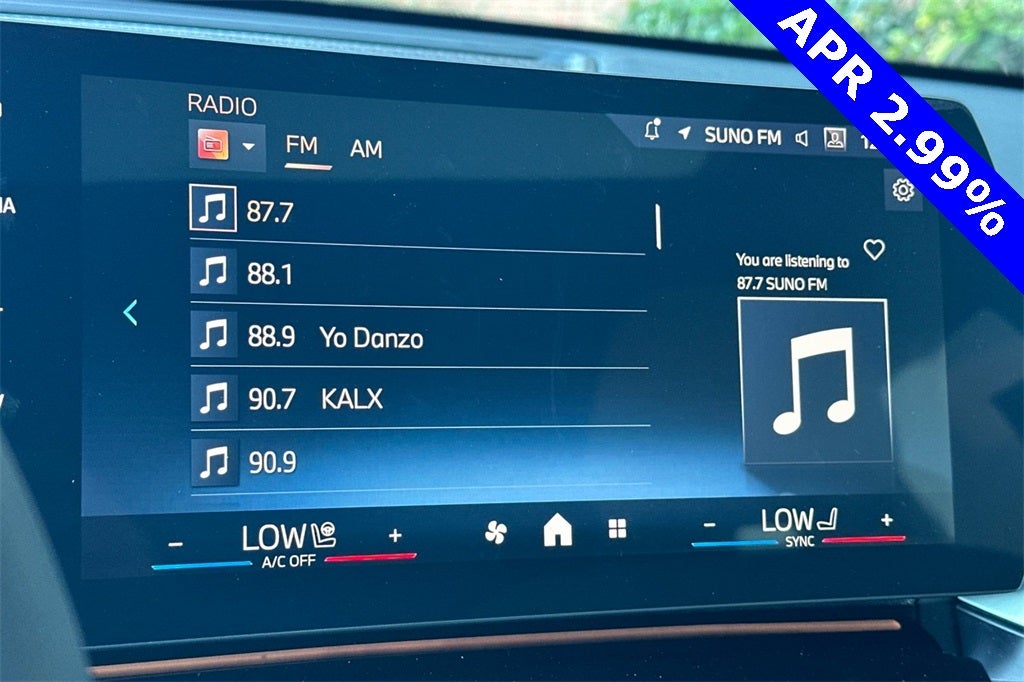 APR 2.99%
RADIO
FM AM
SUNO FM
87.7
88.1
88.9 Yo Danzo
90.7 KALX
90.9
You are listening to
87.7 SUNO FM
- LOW +
A/C OFF
- LOW +
SYNC